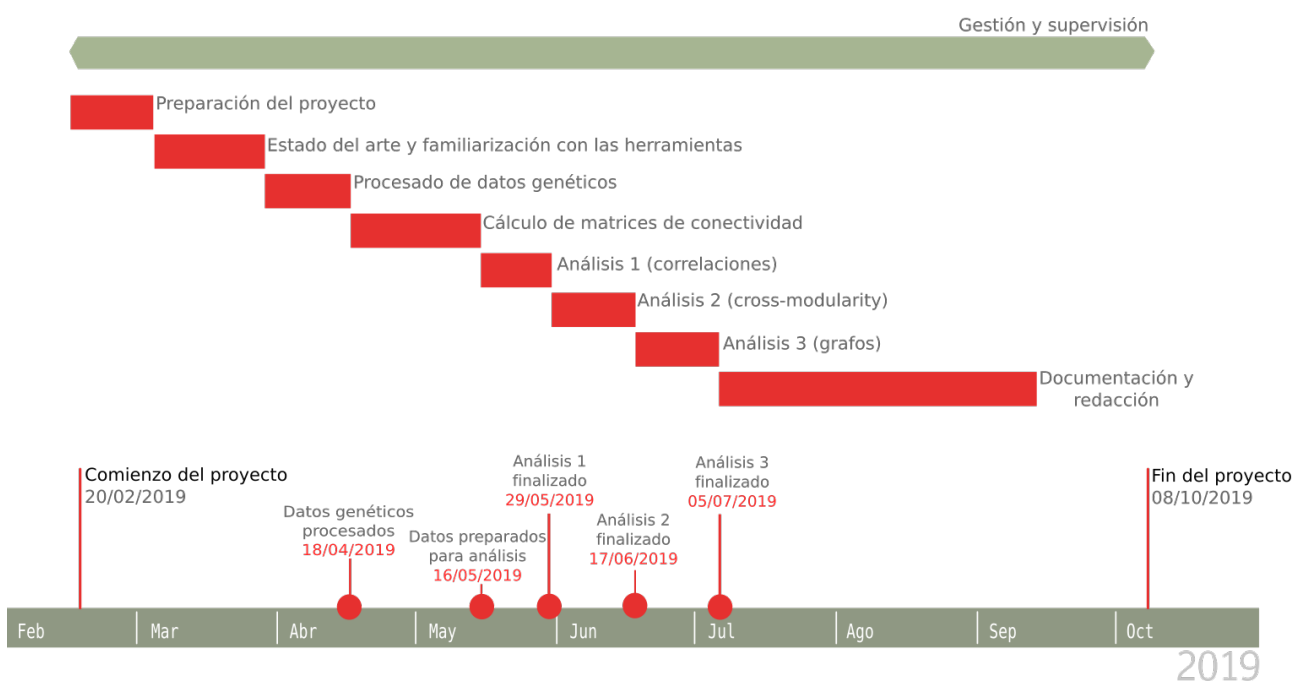 Gestión y supervisión
Preparación del proyecto
Estado del arte y familiarización con las herramientas
Procesado de datos genéticos
Cálculo de matrices de conectividad
Análisis 1 (correlaciones)
Análisis 2 (cross-modularity)
Análisis 3 (grafos)
Documentación y
redacción
Comienzo del proyecto
20/02/2019
Datos genéticos
procesados
18/04/2019
Datos preparados
para análisis
16/05/2019
Análisis 1
finalizado
29/05/2019
Análisis 2
finalizado
17/06/2019
Análisis 3
finalizado
05/07/2019
Fin del proyecto
08/10/2019
Feb
Mar
Abr
May
Jun
Jul
Ago
Sep
Oct
2019